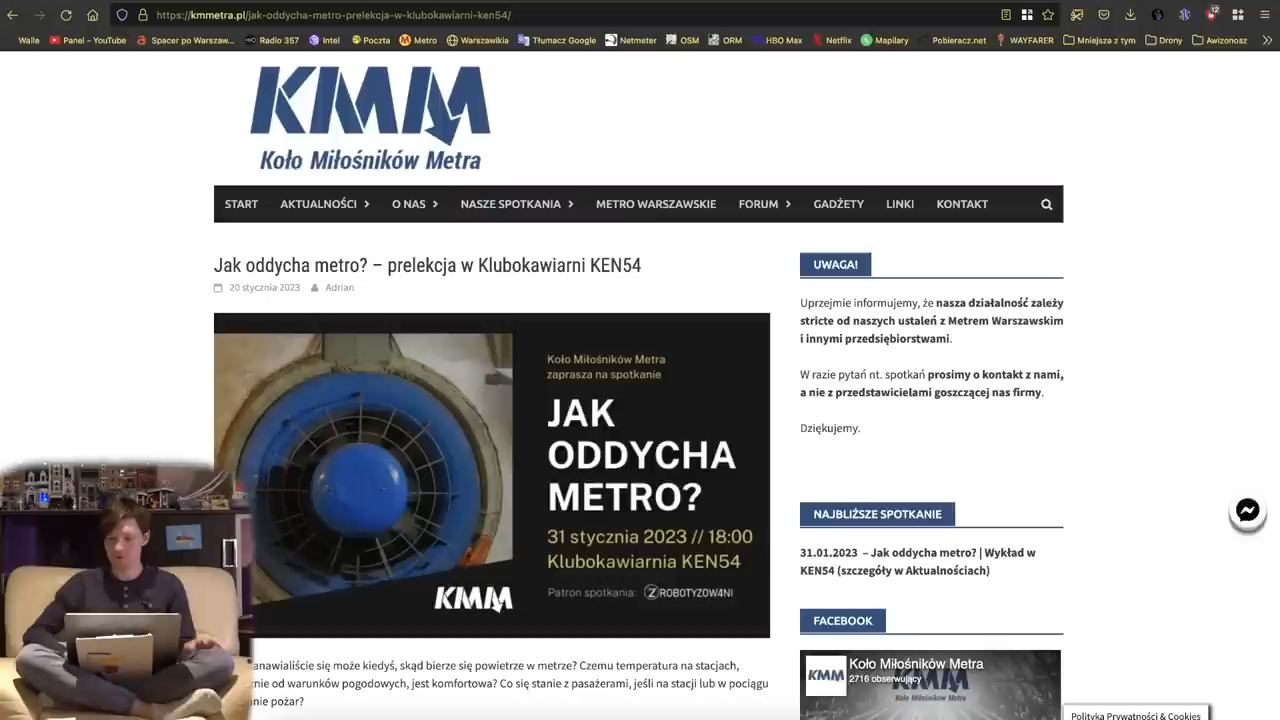 https://kmmetra.pl/jak-oddycha-metro-prelekcja-w-klubokawiarni-ken54/
12
Walle Panel – YouTube Spacer po Warszaw... Radio 357 Intel Poczta Metro Warszawikia Tłumacz Google Netmeter OSM ORM HBO Max Netflix Mapilary Pobieracz.net WAYFARER Mniejsza z tym Drony Awizonosz
KMM
Koło Miłośników Metra
START AKTUALNOŚCI O NAS NASZE SPOTKANIA METRO WARSZAWSKIE FORUM GADŻETY LINKI KONTAKT
Jak oddycha metro? – prelekcja w Klubokawiarni KEN54
20 stycznia 2023 Adrian
Koło Miłośników Metra
zaprasza na spotkanie
JAK
ODDYCHA
METRO?
31 stycznia 2023 // 18:00
Klubokawiarnia KEN54
Patron spotkania: ZROBOTYZOW4NI
KMM
anawialiście się może kiedyś, skąd bierze się powietrze w metrze? Czemu temperatura na stacjach,
nie od warunków pogodowych, jest komfortowa? Co się stanie z pasażerami, jeśli na stacji lub w pociągu
nie pożar?
UWAGA!
Uprzejmie informujemy, że nasza działalność zależy
stricte od naszych ustaleń z Metrem Warszawskim
i innymi przedsiębiorstwami.
W razie pytań nt. spotkań prosimy o kontakt z nami,
a nie z przedstawicielami goszczącej nas firmy.
Dziękujemy.
NAJBLIŻSZE SPOTKANIE
31.01.2023 – Jak oddycha metro? | Wykład w
KEN54 (szczegóły w Aktualnościach)
FACEBOOK
KMM
Koło Miłośników Metra
2716 obserwujący
KMM
Koło Miłośników Metra
Polityka Prywatności & Cookies